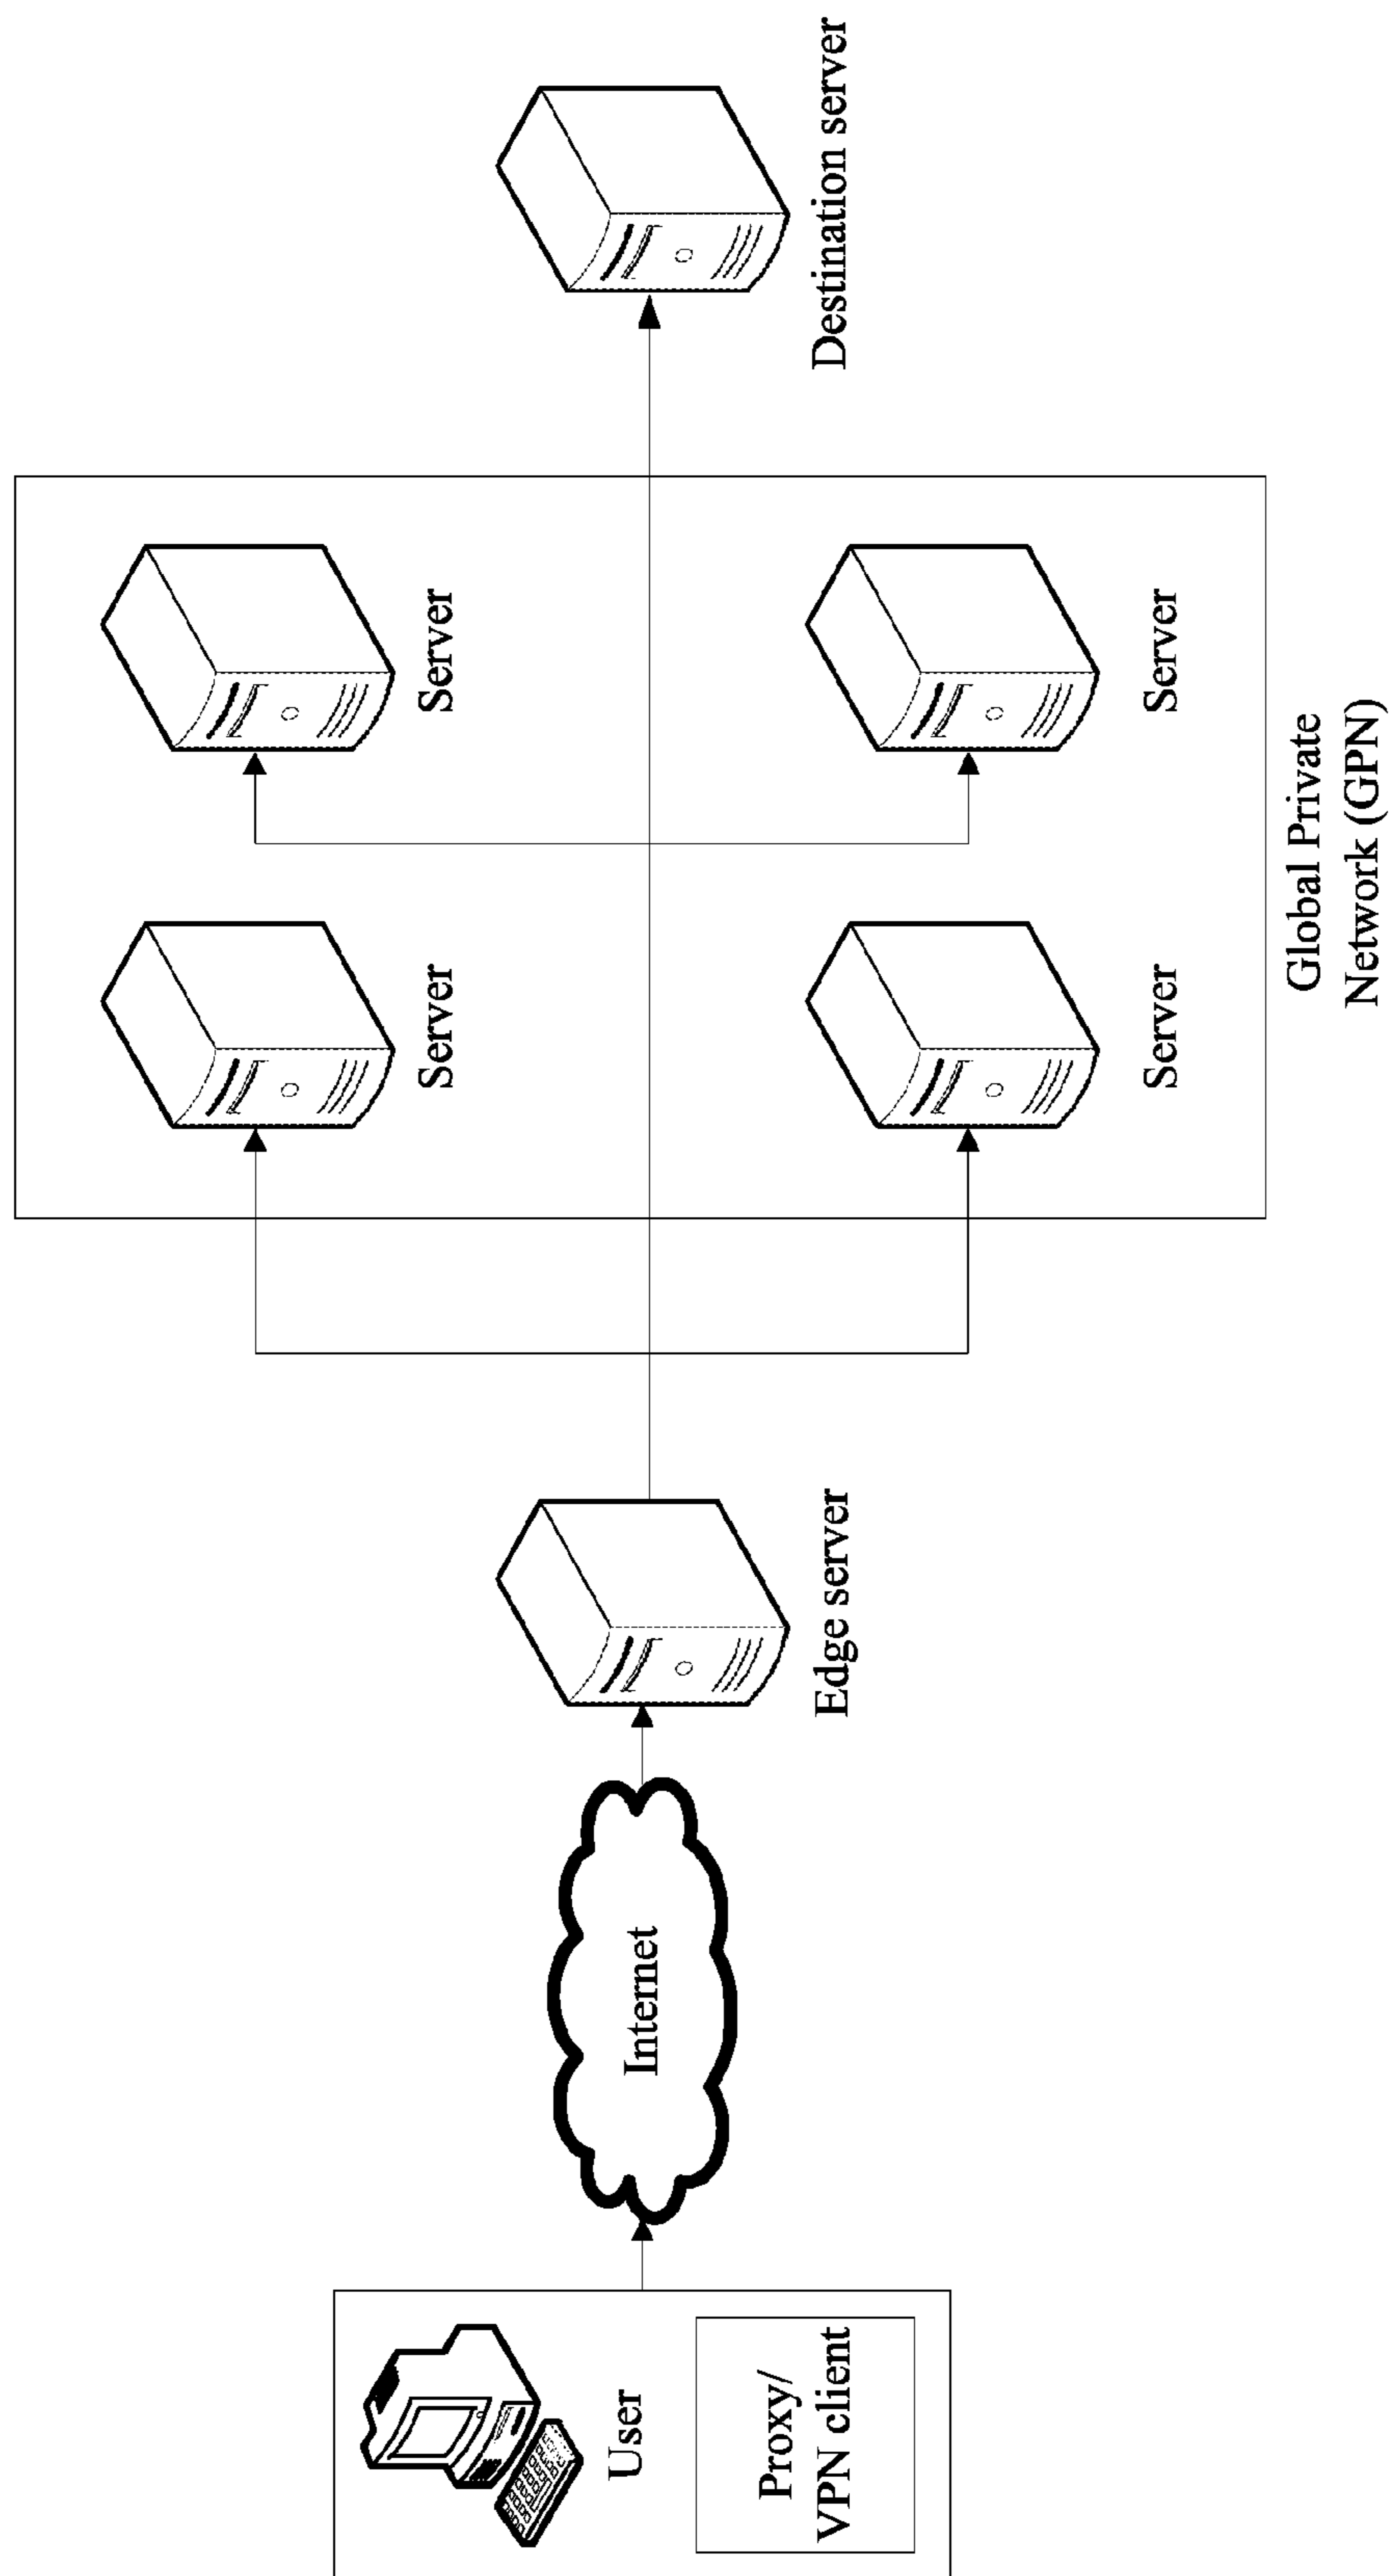 User
Proxy/
VPN client
Internet
Edge server
Server
Server
Server
Server
Global Private
Network (GPN)
Destination server